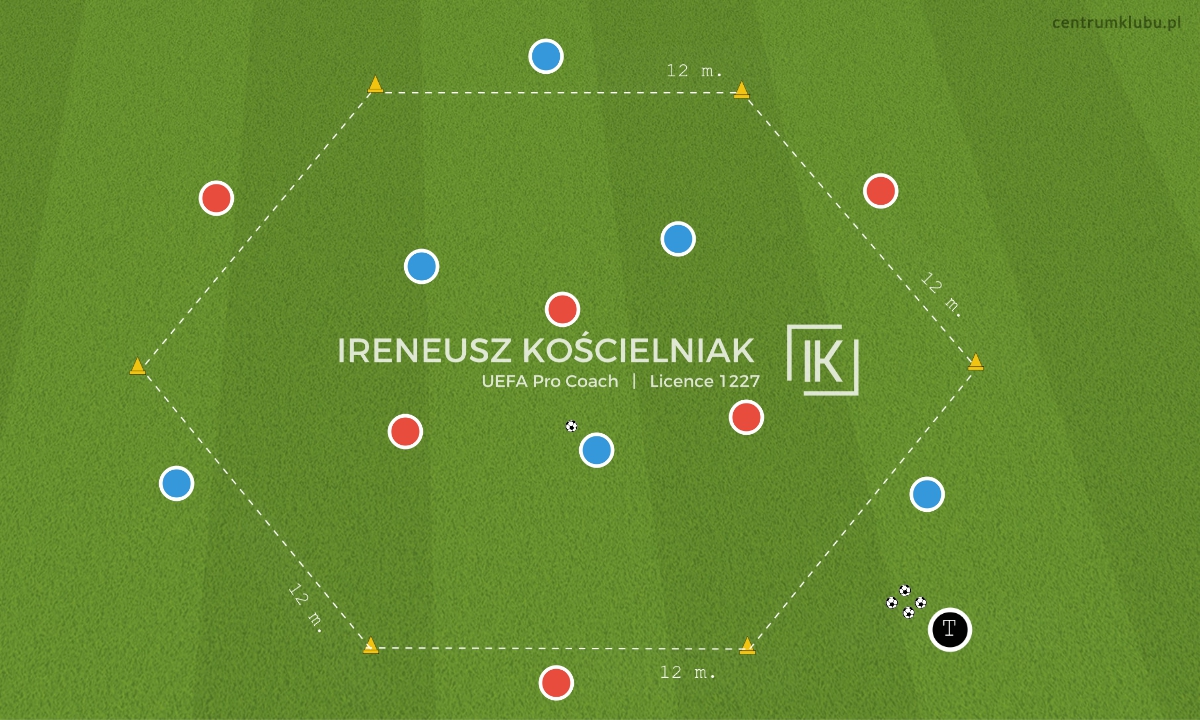 centrumklubu.pl
12 m.
12 m.
IRENEUSZ KOŚCIELNIAK
IK
UEFA Pro Coach | Licence 1227
12 m.
T
12 m.